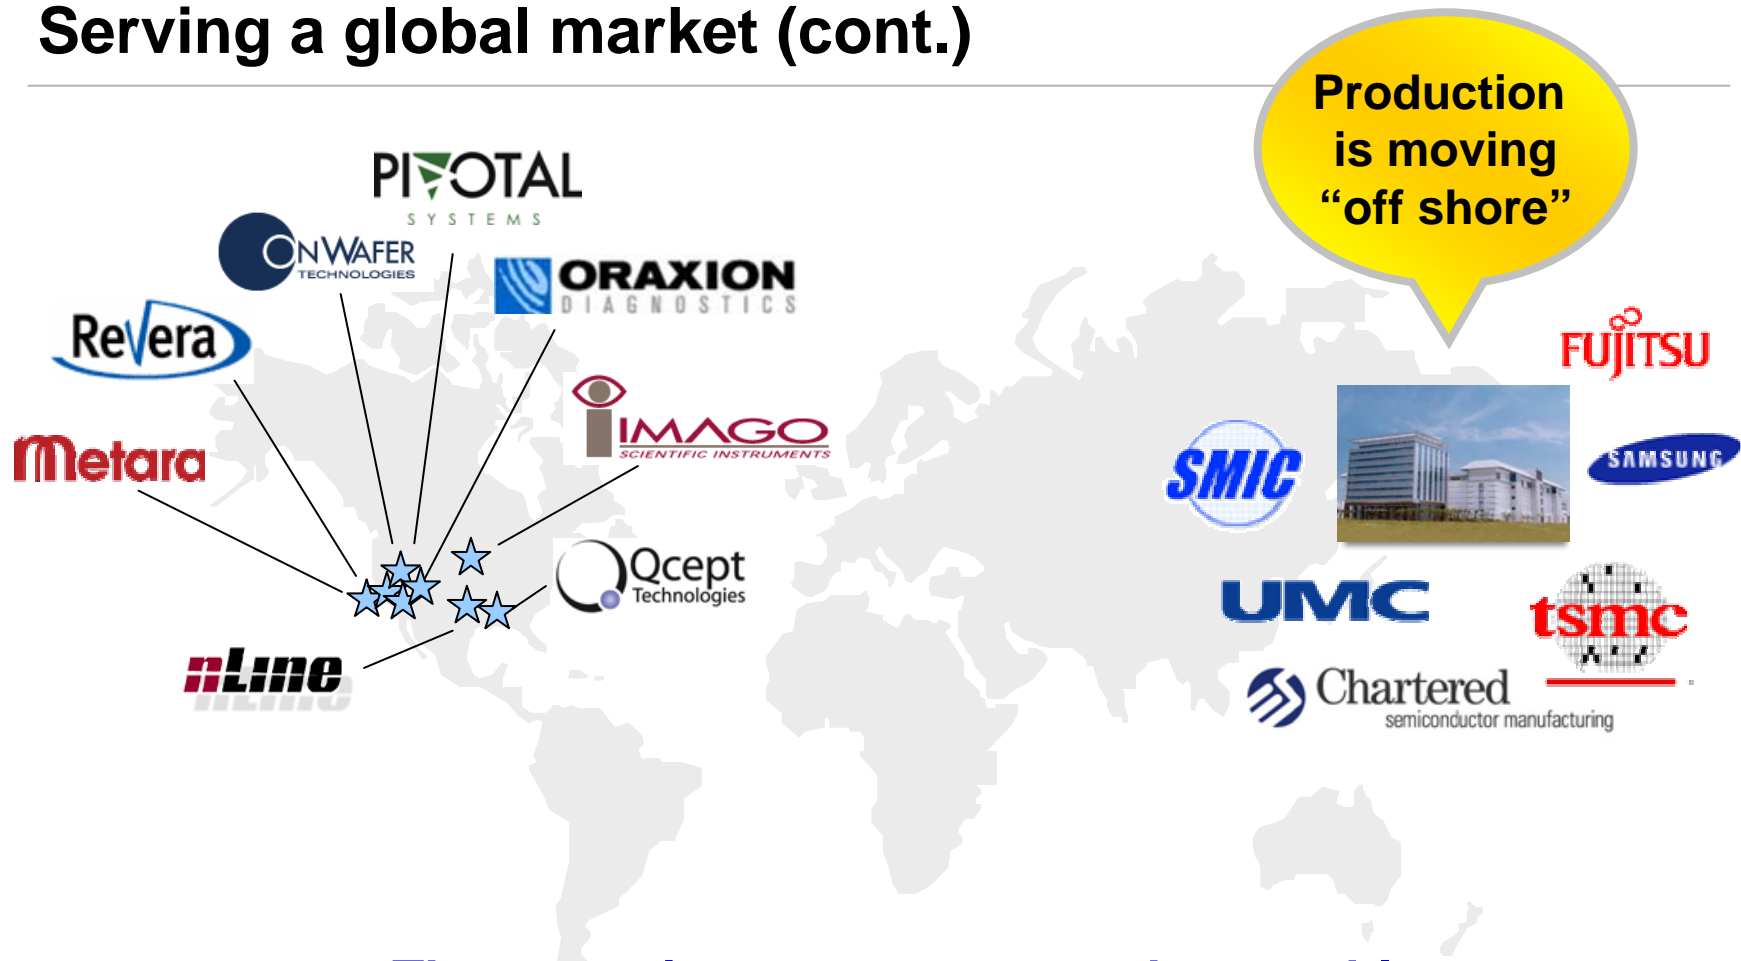 Serving a global market (cont.)
Production
is moving
“off shore”
PIVOTAL
SYSTEMS
ONWAFER
TECHNOLOGIES
ORAXION
DIAGNOSTICS
ReVera
FUJITSU
IMAGO
SCIENTIFIC INSTRUMENTS
metara
SMIC
SAMSUNG
Qcept
Technologies
UMC
tsmc
nLine
Chartered
semiconductor manufacturing